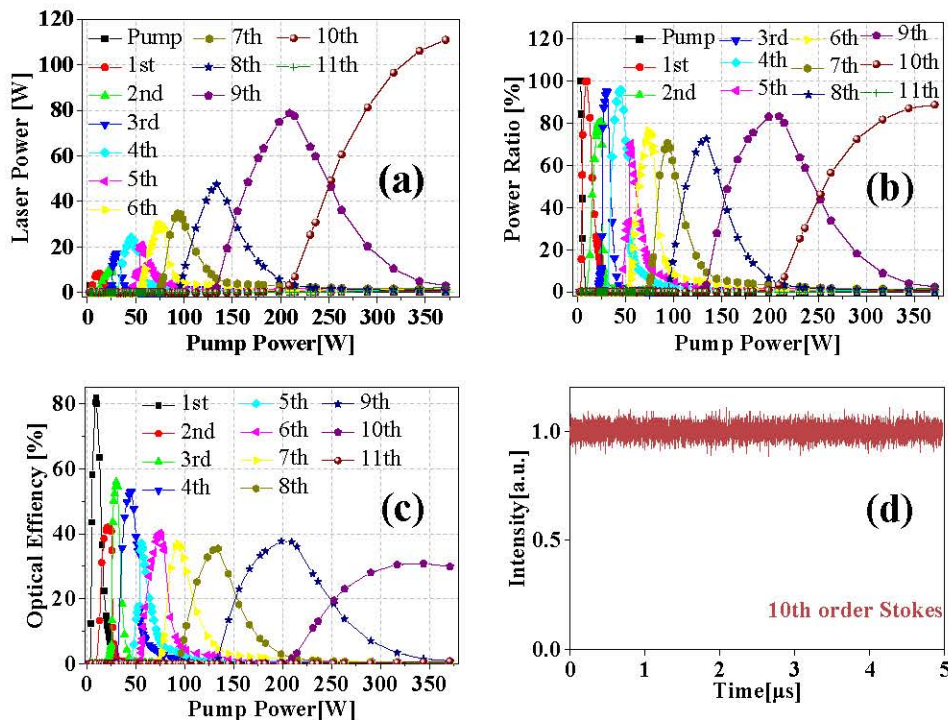 Laser Power [W]
120
100
80
60
40
20
0
Pump
1st
2nd
3rd
4th
5th
6th
7th
8th
9th
10th
11th
(a)
0 50 100 150 200 250 300 350
Pump Power[W]
Power Ratio [%]
120
100
80
60
40
20
0
Pump
1st
2nd
3rd
4th
5th
6th
7th
8th
9th
10th
11th
(b)
0 50 100 150 200 250 300 350
Pump Power[W]
Optical Effiency [%]
80
60
40
20
0
1st
2nd
3rd
4th
5th
6th
7th
8th
9th
10th
11th
(c)
0 50 100 150 200 250 300 350
Pump Power[W]
Intensity[a.u.]
1.0
0.5
0.0
(d)
10th order Stokes
0 1 2 3 4 5
Time[μs]